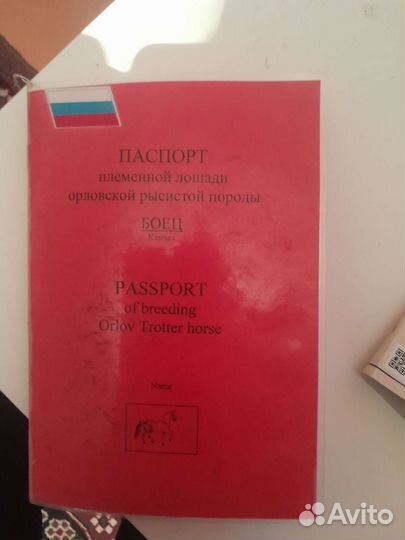 ПАСПОРТ
племенной лошади
орловской рысистой породы
БОЕЦ
Кличка
PASSPORT
of breeding
Orlov Trotter horse
Name
Avito